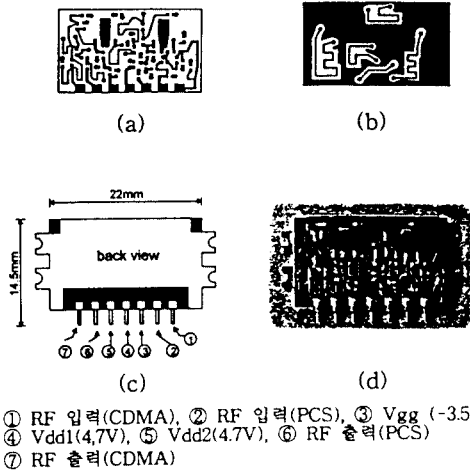 (a)
(b)
22mm
14.5mm
back view
⑦ ⑥ ⑤ ④ ③ ② ①
(c)
(d)
① RF 입력(CDMA), ② RF 입력(PCS), ③ Vgg (-3.5
④ Vdd1(4,7V), ⑤ Vdd2(4.7V), ⑥ RF 출력(PCS)
⑦ RF 출력(CDMA)